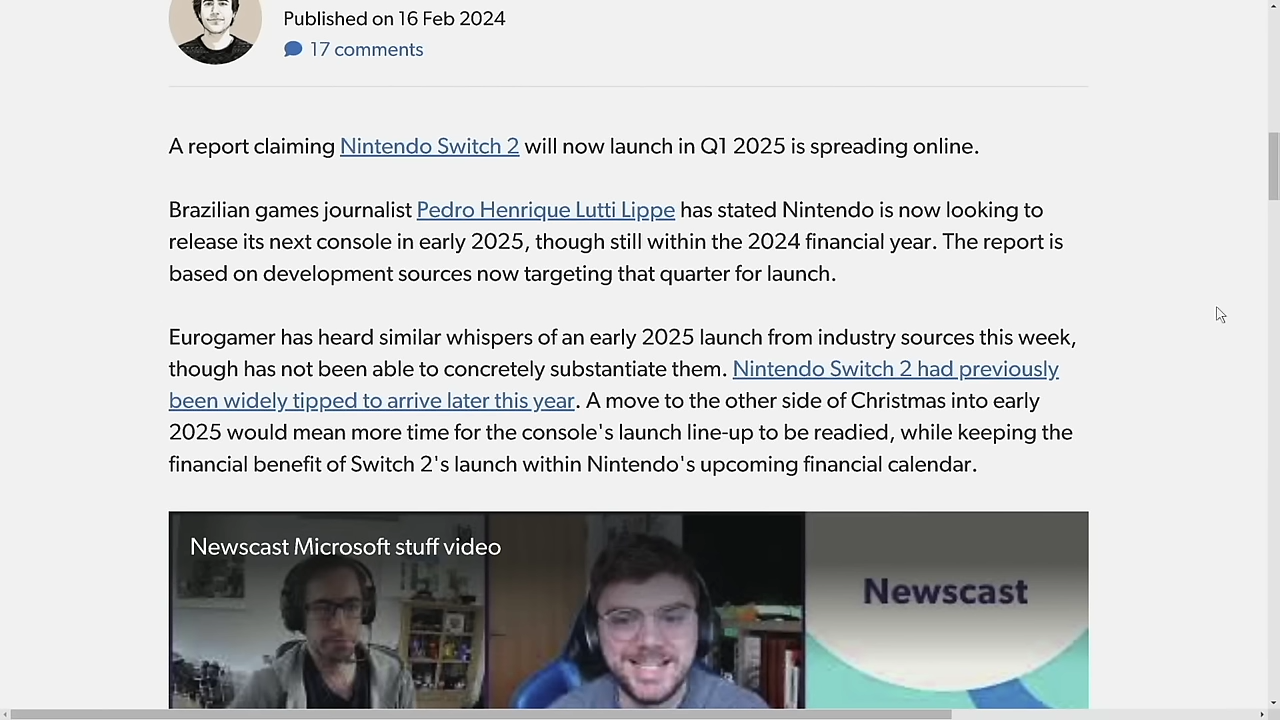 Published on 16 Feb 2024
17 comments
A report claiming Nintendo Switch 2 will now launch in Q1 2025 is spreading online.
Brazilian games journalist Pedro Henrique Lutti Lippe has stated Nintendo is now looking to
release its next console in early 2025, though still within the 2024 financial year. The report is
based on development sources now targeting that quarter for launch.
Eurogamer has heard similar whispers of an early 2025 launch from industry sources this week,
though has not been able to concretely substantiate them. Nintendo Switch 2 had previously
been widely tipped to arrive later this year. A move to the other side of Christmas into early
2025 would mean more time for the console's launch line-up to be readied, while keeping the
financial benefit of Switch 2's launch within Nintendo's upcoming financial calendar.
Newscast Microsoft stuff video
Newscast